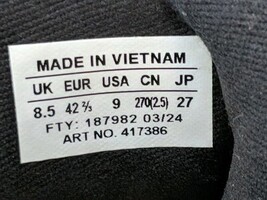 MADE IN VIETNAM
UK EUR USA CN JP
8.5 42⅔ 9 270(2.5) 27
FTY: 187982 03/24
ART NO. 417386